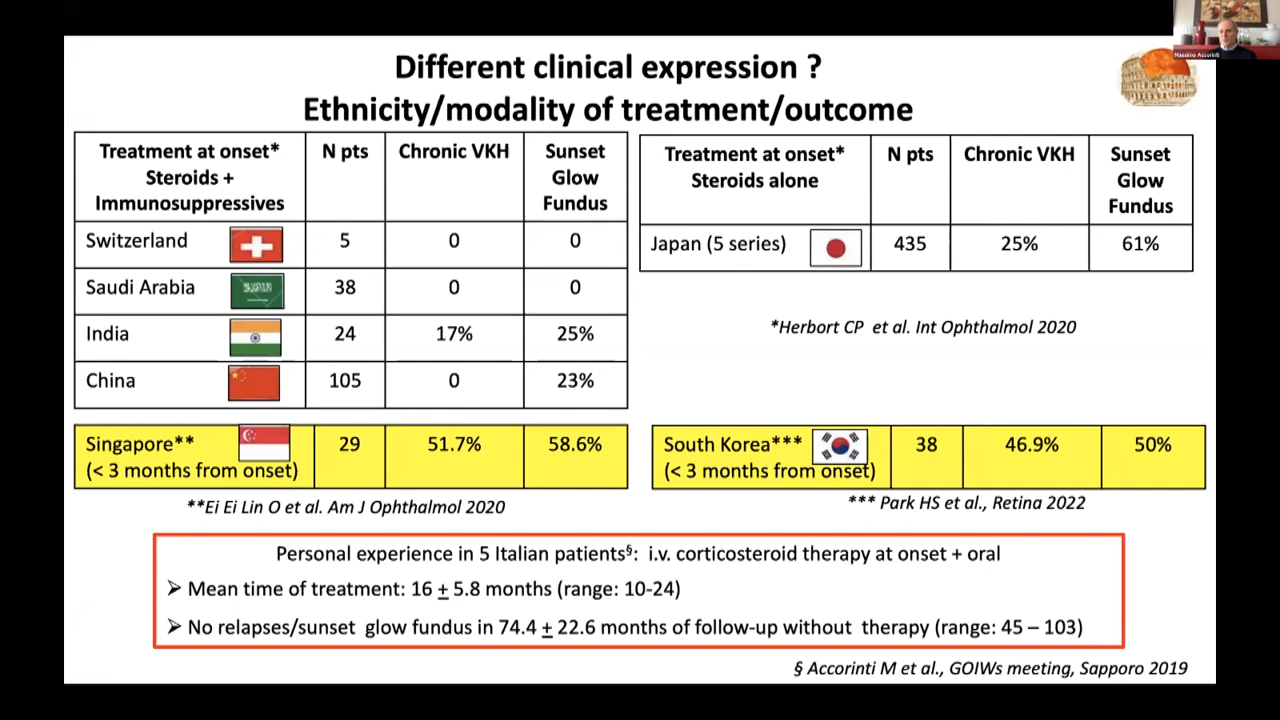 Massimo Accorinti
Different clinical expression ?
Ethnicity/modality of treatment/outcome
Treatment at onset* Steroids + Immunosuppressives N pts Chronic VKH Sunset Glow Fundus
Switzerland 5 0 0
Saudi Arabia 38 0 0
India 24 17% 25%
China 105 0 23%
Singapore** (< 3 months from onset) 29 51.7% 58.6%
**Ei Ei Lin O et al. Am J Ophthalmol 2020
Treatment at onset* Steroids alone N pts Chronic VKH Sunset Glow Fundus
Japan (5 series) 435 25% 61%
*Herbort CP et al. Int Ophthalmol 2020
South Korea*** (< 3 months from onset) 38 46.9% 50%
*** Park HS et al., Retina 2022
Personal experience in 5 Italian patients§: i.v. corticosteroid therapy at onset + oral
➢ Mean time of treatment: 16 ± 5.8 months (range: 10-24)
➢ No relapses/sunset glow fundus in 74.4 ± 22.6 months of follow-up without therapy (range: 45 – 103)
§ Accorinti M et al., GOIWs meeting, Sapporo 2019